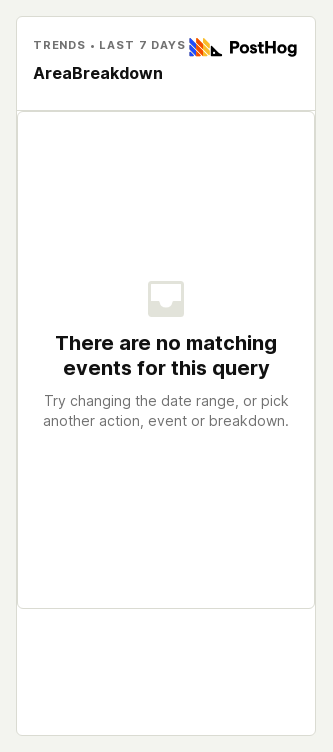 TRENDS • LAST 7 DAYS
PostHog
AreaBreakdown
There are no matching
events for this query
Try changing the date range, or pick
another action, event or breakdown.